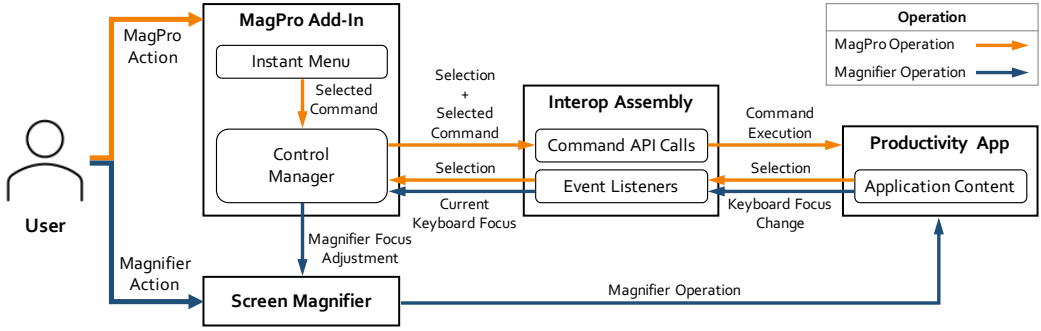 MagPro Add-In
Operation
MagPro Operation
Magnifier Operation
MagPro
Action
Instant Menu
Selected
Command
Selection
+
Selected
Command
Interop Assembly
Command
Execution
Control
Manager
Command API Calls
Productivity App
Selection
Event Listeners
Selection
Application Content
Current
Keyboard Focus
Keyboard Focus
Change
User
Magnifier Focus
Adjustment
Magnifier
Action
Screen Magnifier
Magnifier Operation